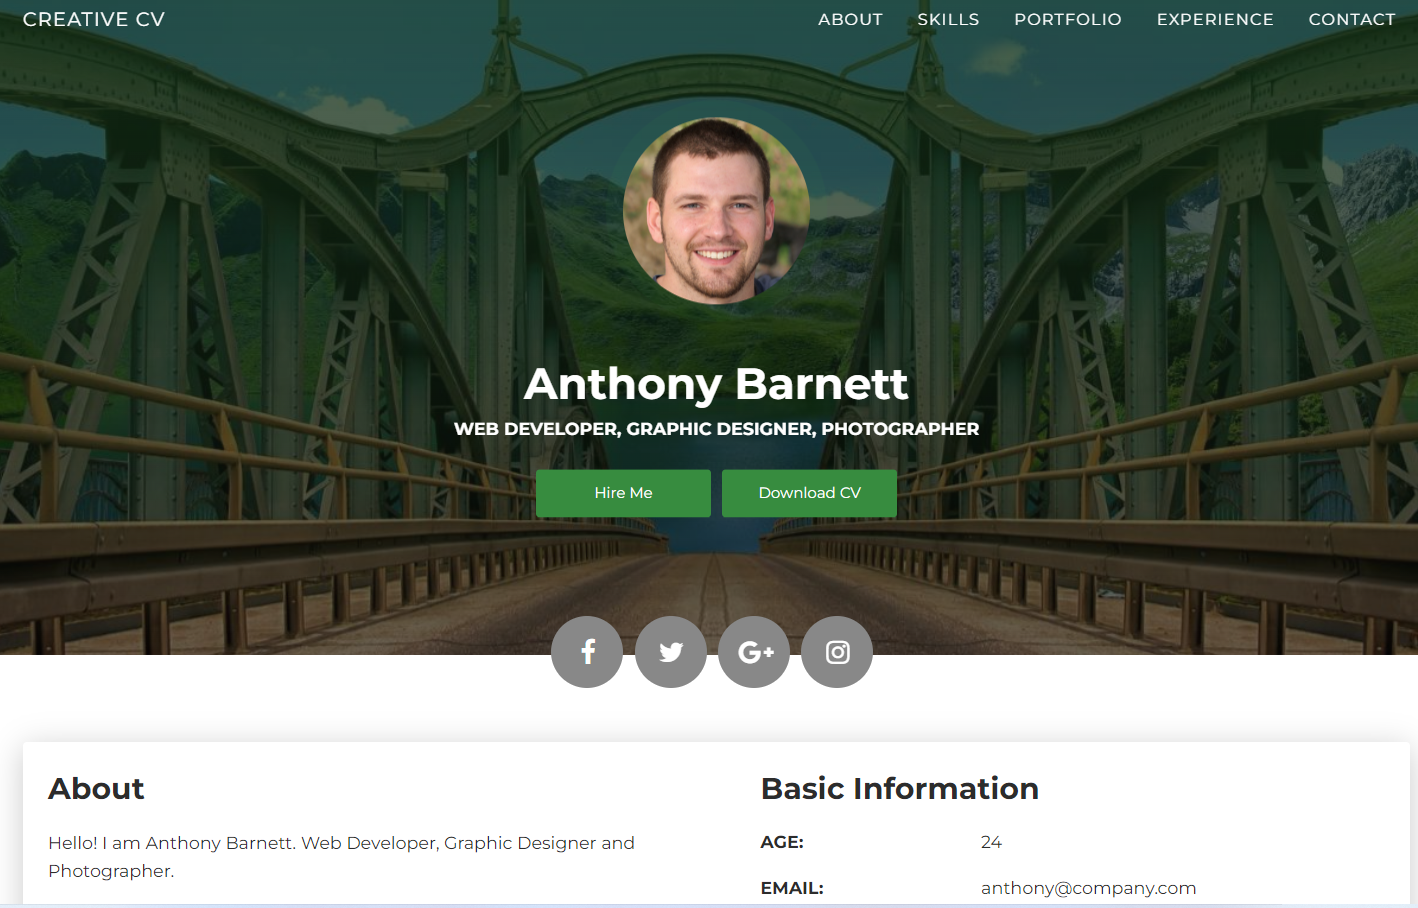 CREATIVE CV
ABOUT SKILLS PORTFOLIO EXPERIENCE CONTACT
Anthony Barnett
WEB DEVELOPER, GRAPHIC DESIGNER, PHOTOGRAPHER
Hire Me
Download CV
About
Hello! I am Anthony Barnett. Web Developer, Graphic Designer and
Photographer.
Basic Information
AGE: 24
EMAIL: anthony@company.com